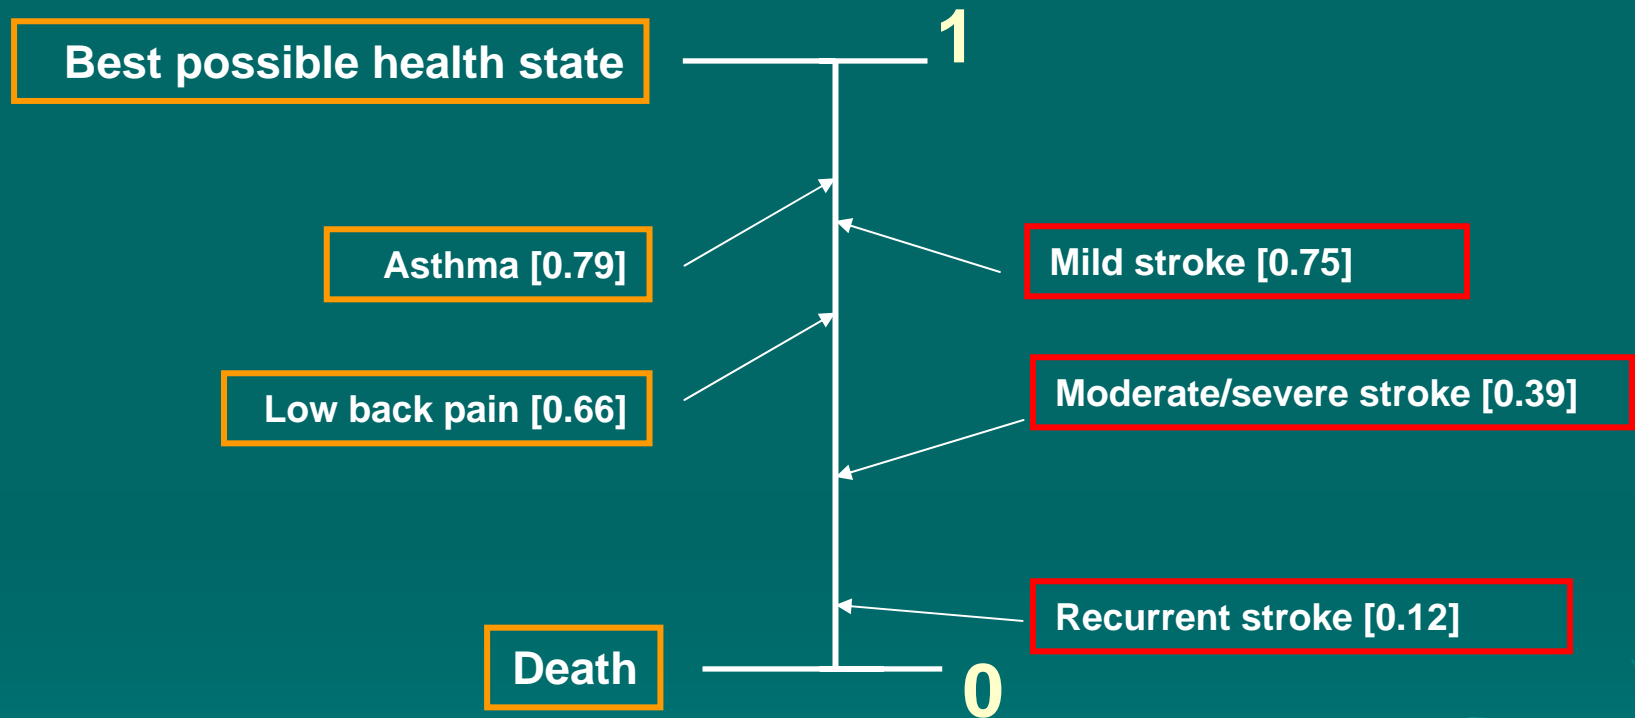 Best possible health state
1
Asthma [0.79]
Mild stroke [0.75]
Low back pain [0.66]
Moderate/severe stroke [0.39]
Recurrent stroke [0.12]
Death
0